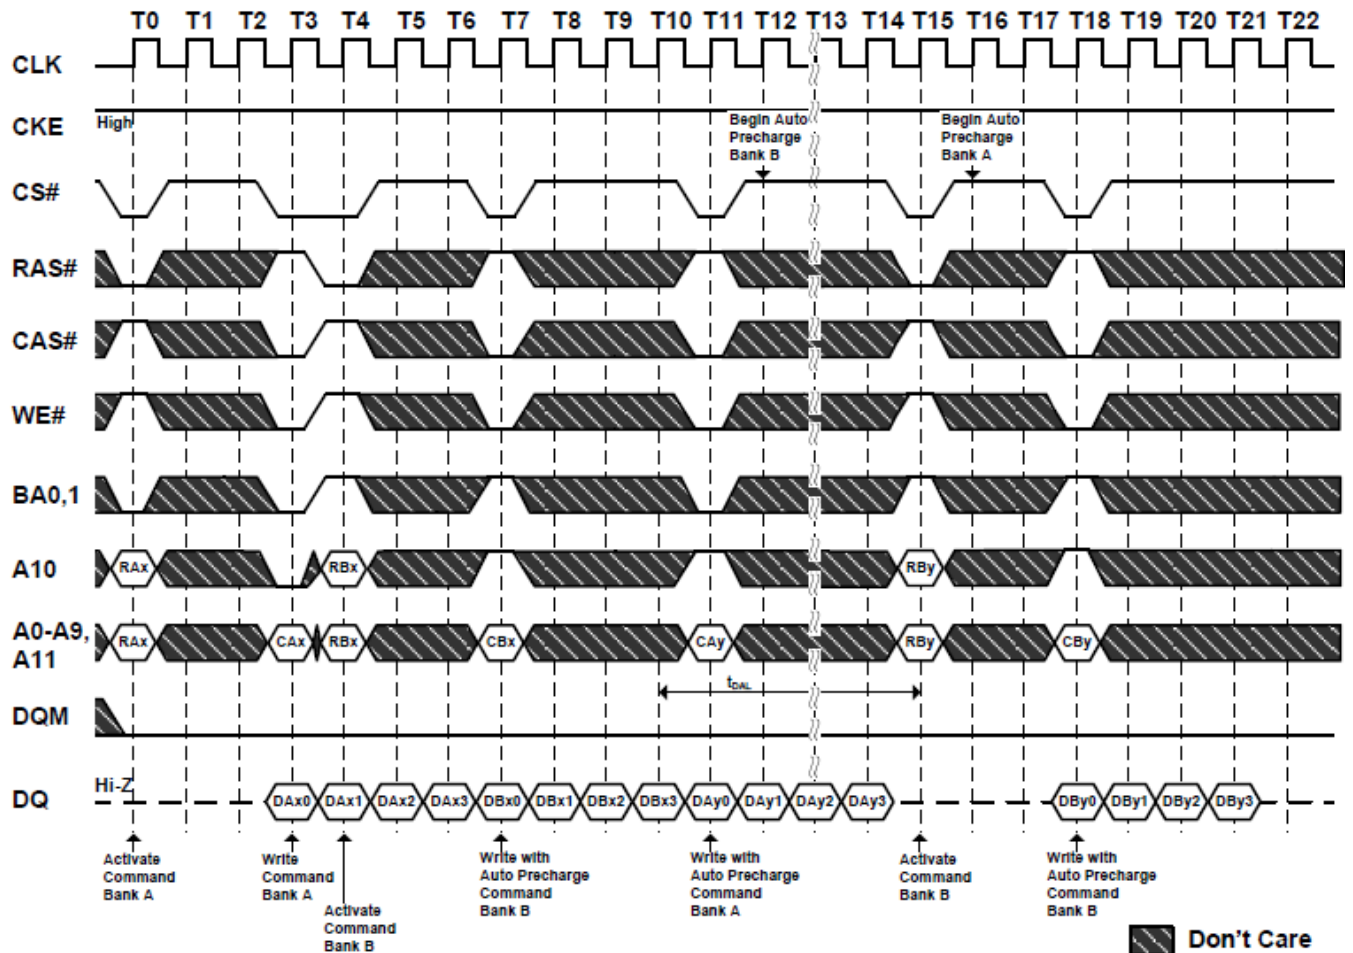 T0 T1 T2 T3 T4 T5 T6 T7 T8 T9 T10 T11 T12 T13 T14 T15 T16 T17 T18 T19 T20 T21 T22
CLK
CKE
High
Begin Auto
Precharge
Bank B
Begin Auto
Precharge
Bank A
CS#
RAS#
CAS#
WE#
BA0,1
A10
RAx RBx RBy
A0-A9,
A11
RAx CAx RBx CBx CAy RBy CBy
tDAL
DQM
DQ
Hi-Z
DAx0 DAx1 DAx2 DAx3 DBx0 DBx1 DBx2 DBx3 DAy0 DAy1 DAy2 DAy3 DBy0 DBy1 DBy2 DBy3
Activate
Command
Bank A
Write
Command
Bank A
Activate
Command
Bank B
Write with
Auto Precharge
Command
Bank B
Write with
Auto Precharge
Command
Bank A
Activate
Command
Bank B
Write with
Auto Precharge
Command
Bank B
Don't Care